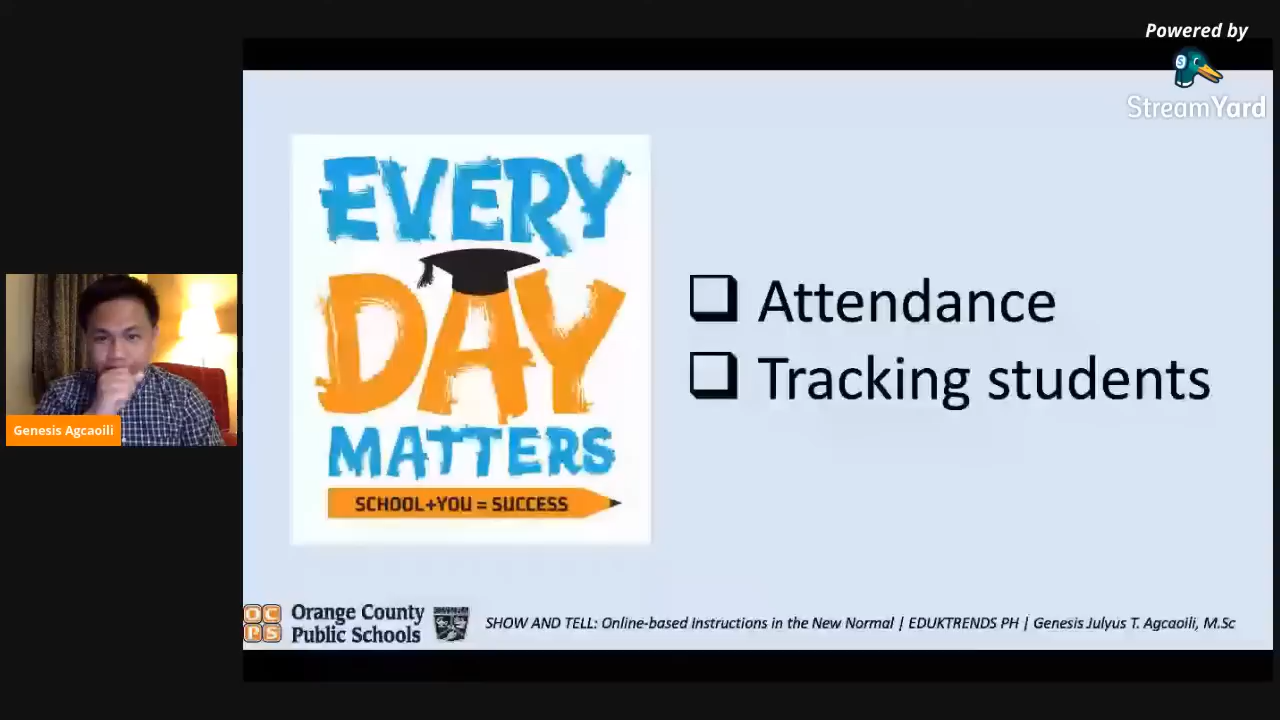 Powered by
StreamYard
EVERY
DAY
MATTERS
SCHOOL+YOU = SUCCESS
❑ Attendance
❑ Tracking students
Genesis Agcaoili
OC
PS
Orange County
Public Schools
SHOW AND TELL: Online-based Instructions in the New Normal | EDUKTRENDS PH | Genesis Julyus T. Agcaoili, M.Sc